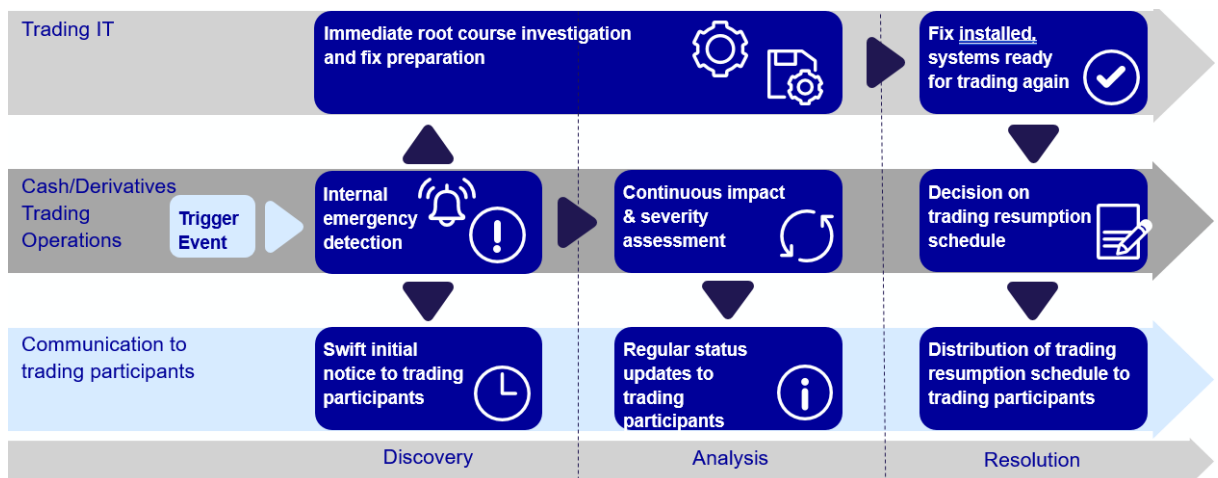 Trading IT
Immediate root course investigation
and fix preparation
Fix installed,
systems ready
for trading again
Cash/Derivatives
Trading
Operations
Trigger
Event
Internal
emergency
detection
Continuous impact
& severity
assessment
Decision on
trading resumption
schedule
Communication to
trading participants
Swift initial
notice to trading
participants
Regular status
updates to
trading
participants
Distribution of trading
resumption schedule to
trading participants
Discovery
Analysis
Resolution